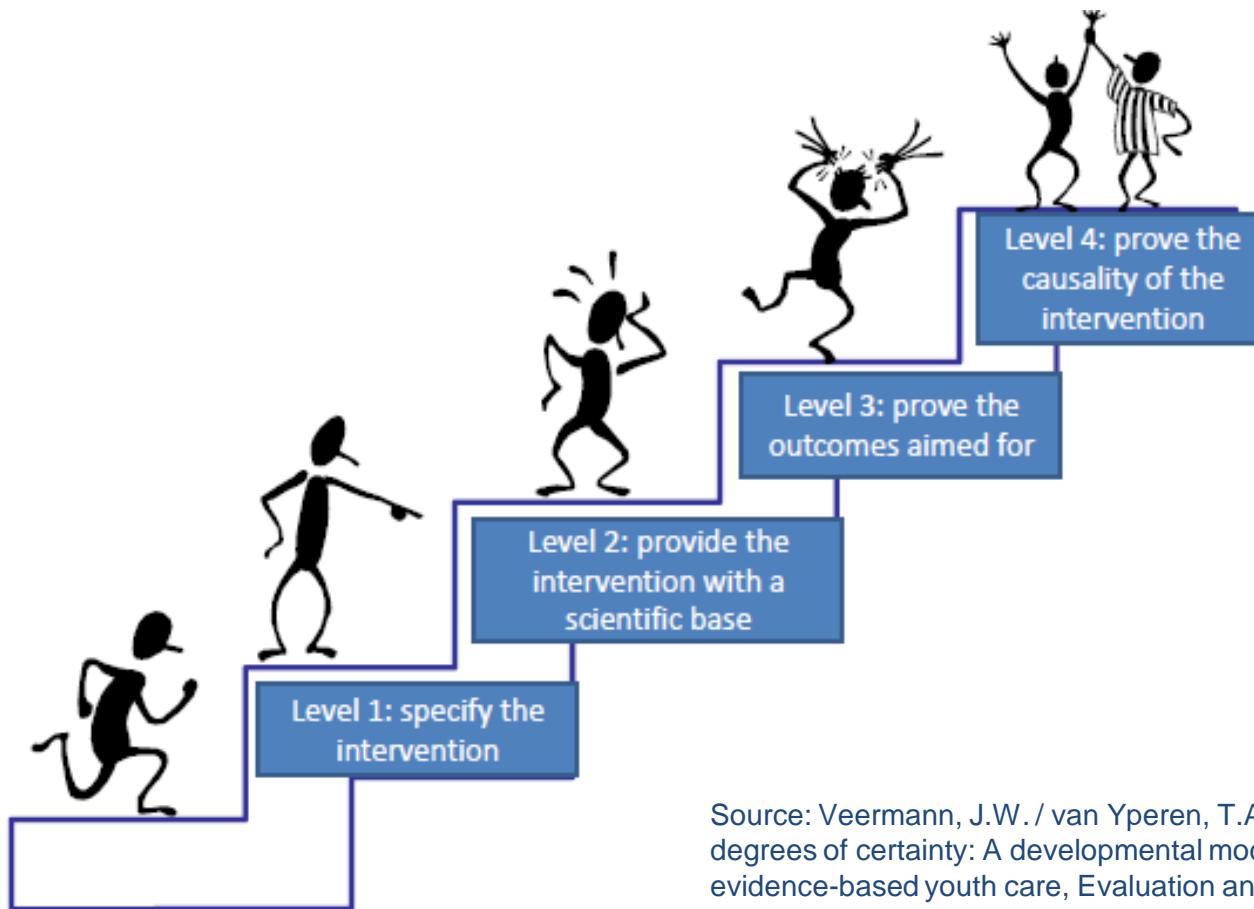 Level 4: prove the
causality of the
intervention
Level 3: prove the
outcomes aimed for
Level 2: provide the
intervention with a
scientific base
Level 1: specify the
intervention
Source: Veermann, J.W. / van Yperen, T.A
degrees of certainty: A developmental
evidence-based youth care, Evaluation